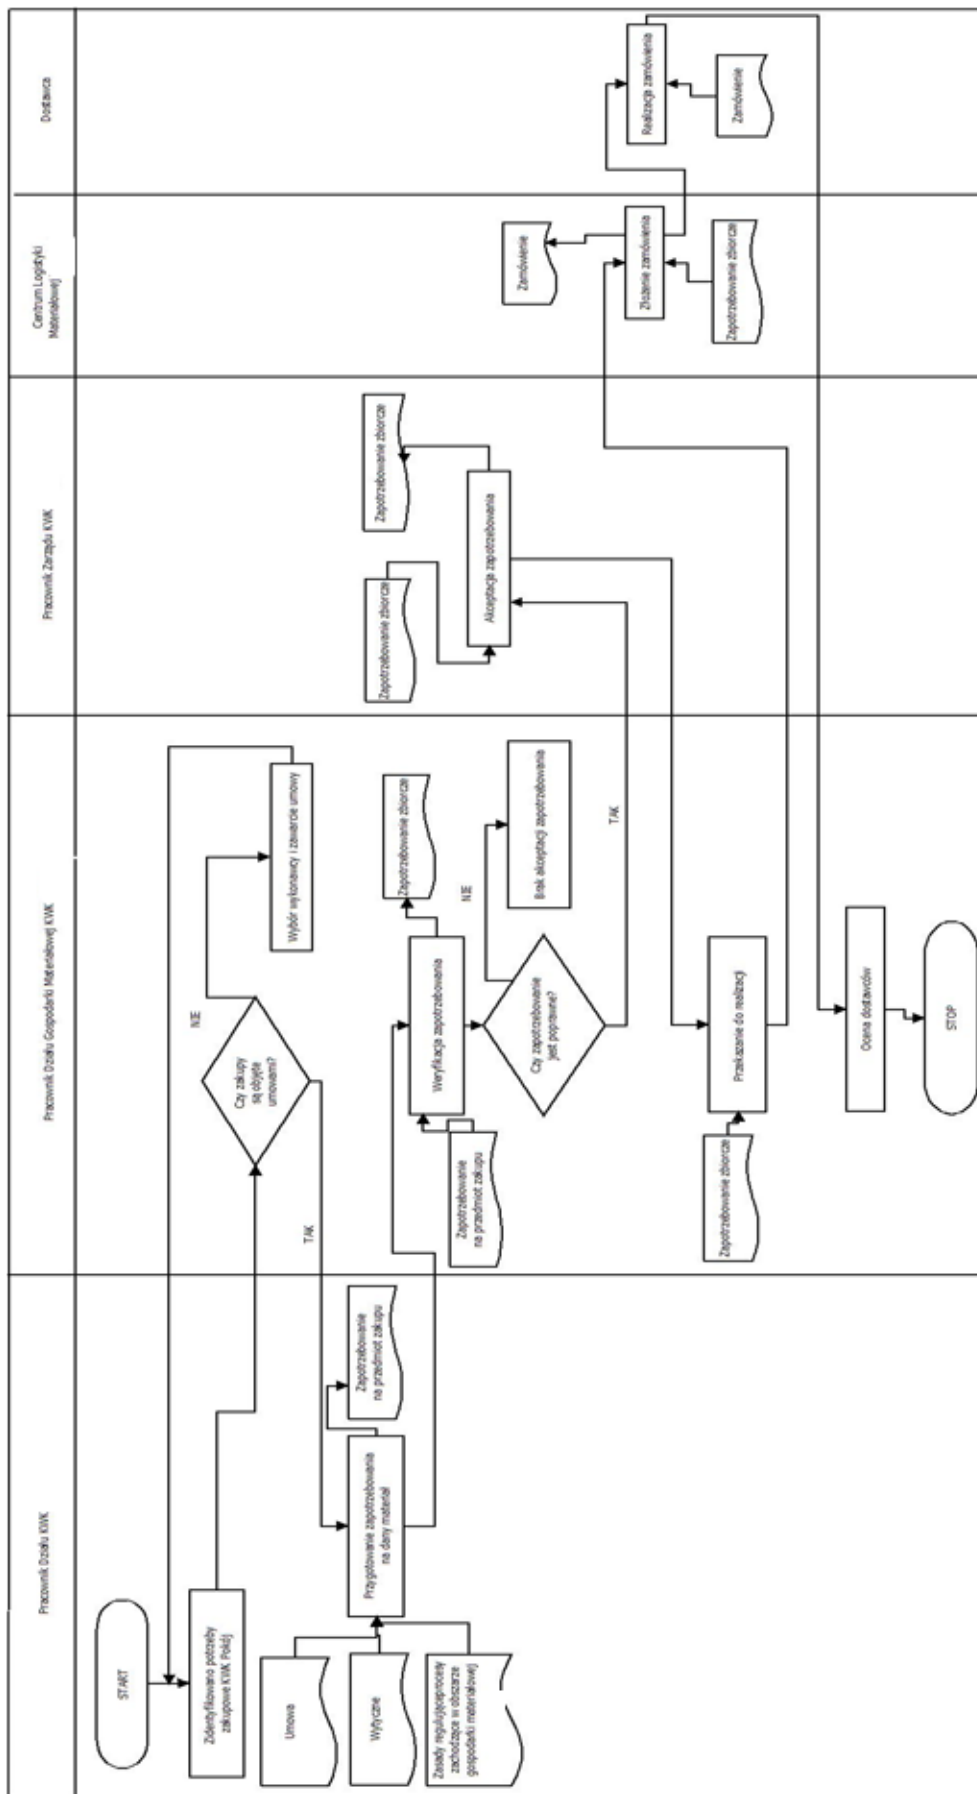 Pracownik Działu KWK
Pracownik Działu Gospodarki Materiałowej KWK
Pracownik Zarządu KWK
Centrum Logistyki
Materiałowej
Dostawca
START
Zidentyfikowano potrzeby
zakupowe KWK Pokój
Czy zakupy
są objęte
umowami?
NIE
Wybór wykonawcy i zawarcie umowy
TAK
Umowa
Wytyczne
Zasady regulująceprocesy
zachodzące w obszarze
gospodarki materiałowej
Przygotowanie zapotrzebowania
na dany materiał
Zapotrzebowanie
na przedmiot zakupu
Zapotrzebowanie
na przedmiot zakupu
Weryfikacja zapotrzebowania
Zapotrzebowanie zbiorcze
Czy zapotrzebowanie
jest poprawne?
NIE
Brak akceptacji zapotrzebowania
TAK
Zapotrzebowanie zbiorcze
Akceptacja zapotrzebowania
Zapotrzebowanie zbiorcze
Zapotrzebowanie zbiorcze
Przekazanie do realizacji
Zamówienie
Złożenie zamówienia
Zapotrzebowanie zbiorcze
Realizacja zamówienia
Zamówienie
Ocena dostawców
STOP